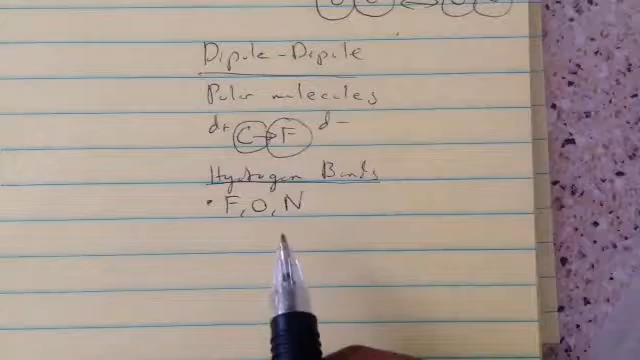 Dipole-Dipole
Polar molecules
d+ C→F d-
Hydrogen Bonds
• F, O, N